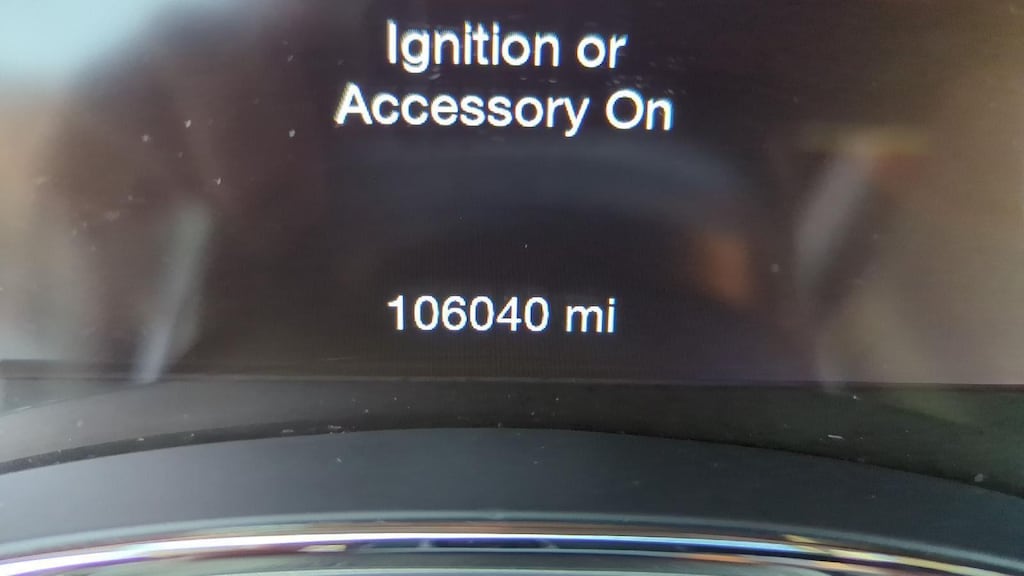 Ignition or
Accessory On
106040 mi